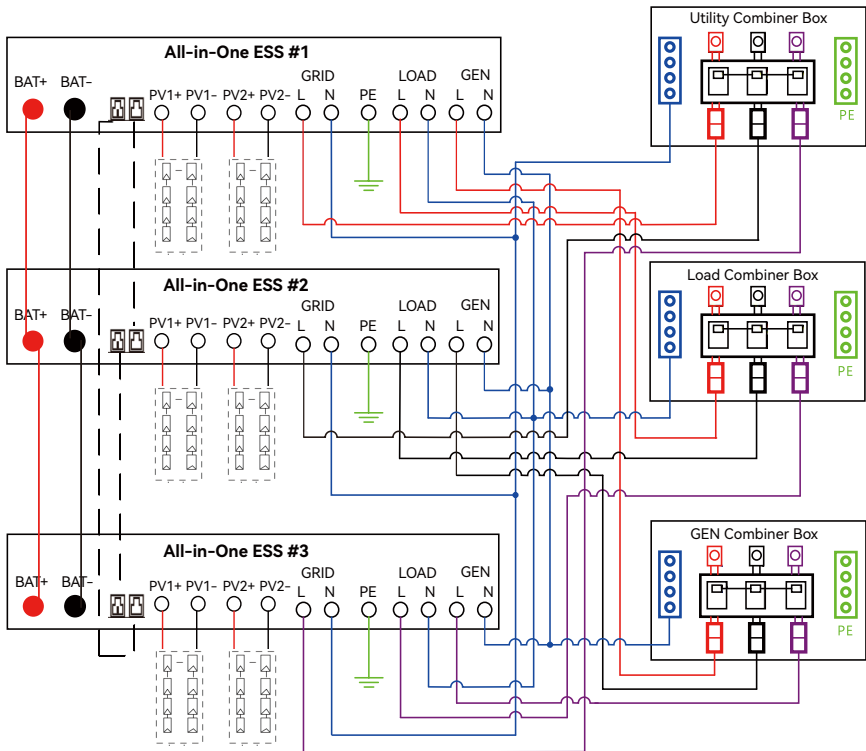 Utility Combiner Box
PE
All-in-One ESS #1
BAT+ BAT- PV1+ PV1- PV2+ PV2- GRID L N PE LOAD L N GEN L N
Load Combiner Box
PE
All-in-One ESS #2
PV1+ PV1- PV2+ PV2- GRID L N PE LOAD L N GEN L N
GEN Combiner Box
PE
All-in-One ESS #3
BAT+ BAT- PV1+ PV1- PV2+ PV2- GRID L N PE LOAD L N GEN L N